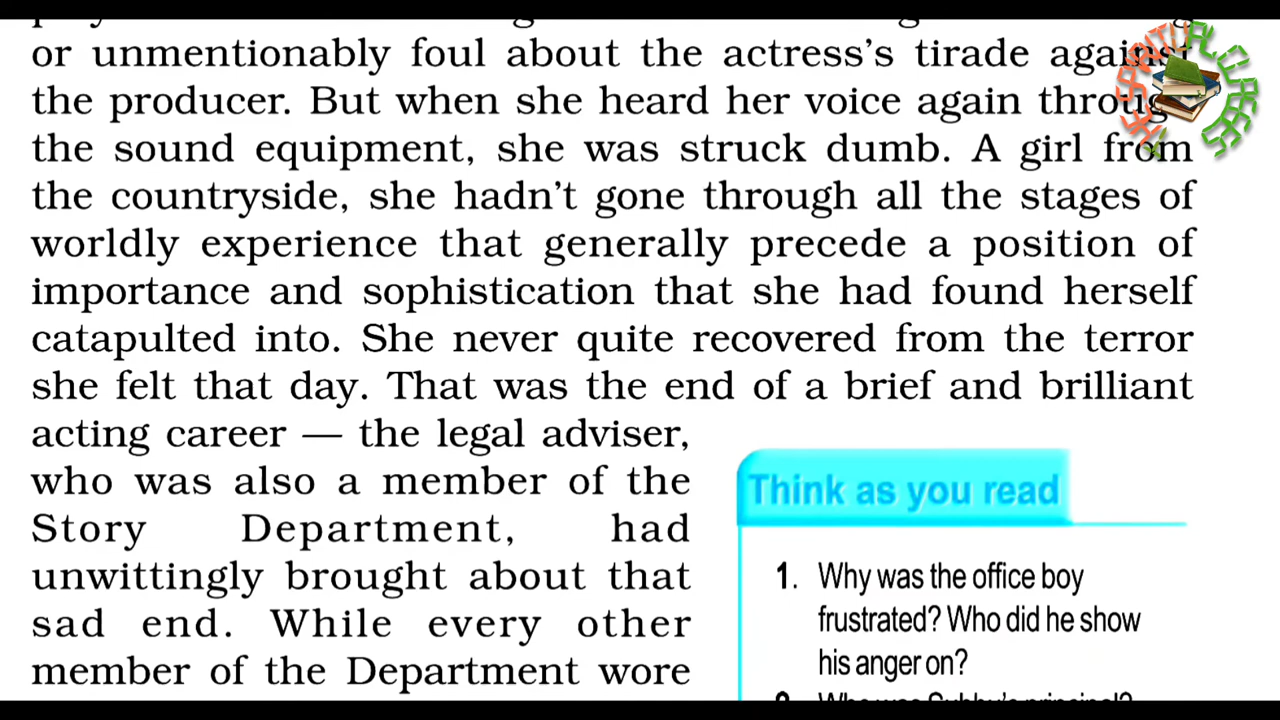 or unmentionably foul about the actress's tirade against
the producer. But when she heard her voice again through
the sound equipment, she was struck dumb. A girl from
the countryside, she hadn't gone through all the stages of
worldly experience that generally precede a position of
importance and sophistication that she had found herself
catapulted into. She never quite recovered from the terror
she felt that day. That was the end of a brief and brilliant
acting career — the legal adviser,
who was also a member of the
Story Department, had
unwittingly brought about that
sad end. While every other
member of the Department wore
Think as you read
1. Why was the office boy
frustrated? Who did he show
his anger on?
2. Who was Subbu's principal?